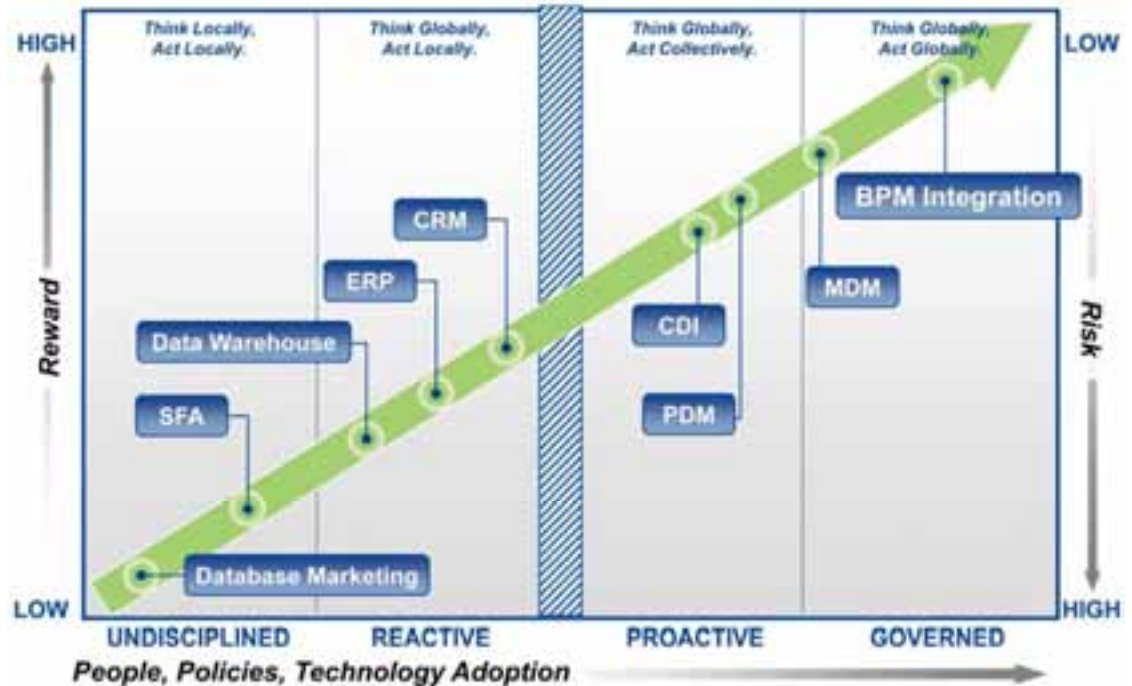 Think Locally,
Act Locally.
Think Globally,
Act Locally.
Think Globally,
Act Collectively.
Think Globally,
Act Globally.
HIGH
LOW
BPM Integration
CRM
MDM
ERP
CDI
Data Warehouse
Reward
Risk
SFA
PDM
Database Marketing
LOW
HIGH
UNDISCIPLINED
REACTIVE
PROACTIVE
GOVERNED
People, Policies, Technology Adoption